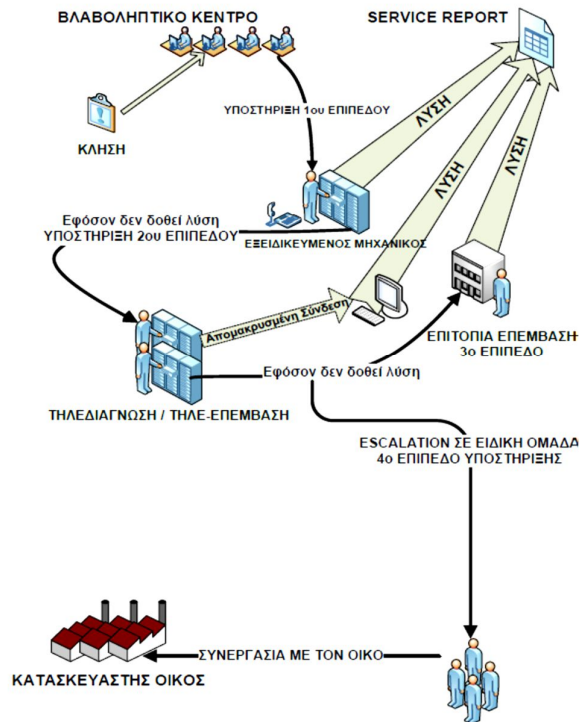 ΒΛΑΒΟΛΗΠΤΙΚΟ ΚΕΝΤΡΟ
SERVICE REPORT
ΥΠΟΣΤΗΡΙΞΗ 1ου ΕΠΙΠΕΔΟΥ
ΛΥΣΗ
ΛΥΣΗ
ΛΥΣΗ
ΚΛΗΣΗ
Εφόσον δεν δοθεί λύση
ΥΠΟΣΤΗΡΙΞΗ 2ου ΕΠΙΠΕΔΟΥ
ΕΞΕΙΔΙΚΕΥΜΕΝΟΣ ΜΗΧΑΝΙΚΟΣ
Απομακρυσμένη Σύνδεση
ΕΠΙΤΟΠΙΑ ΕΠΕΜΒΑΣΗ
3ο ΕΠΙΠΕΔΟ
Εφόσον δεν δοθεί λύση
ΤΗΛΕΔΙΑΓΝΩΣΗ / ΤΗΛΕ-ΕΠΕΜΒΑΣΗ
ESCALATION ΣΕ ΕΙΔΙΚΗ ΟΜΑΔΑ
4ο ΕΠΙΠΕΔΟ ΥΠΟΣΤΗΡΙΞΗΣ
ΣΥΝΕΡΓΑΣΙΑ ΜΕ ΤΟΝ ΟΙΚΟ
ΚΑΤΑΣΚΕΥΑΣΤΗΣ ΟΙΚΟΣ